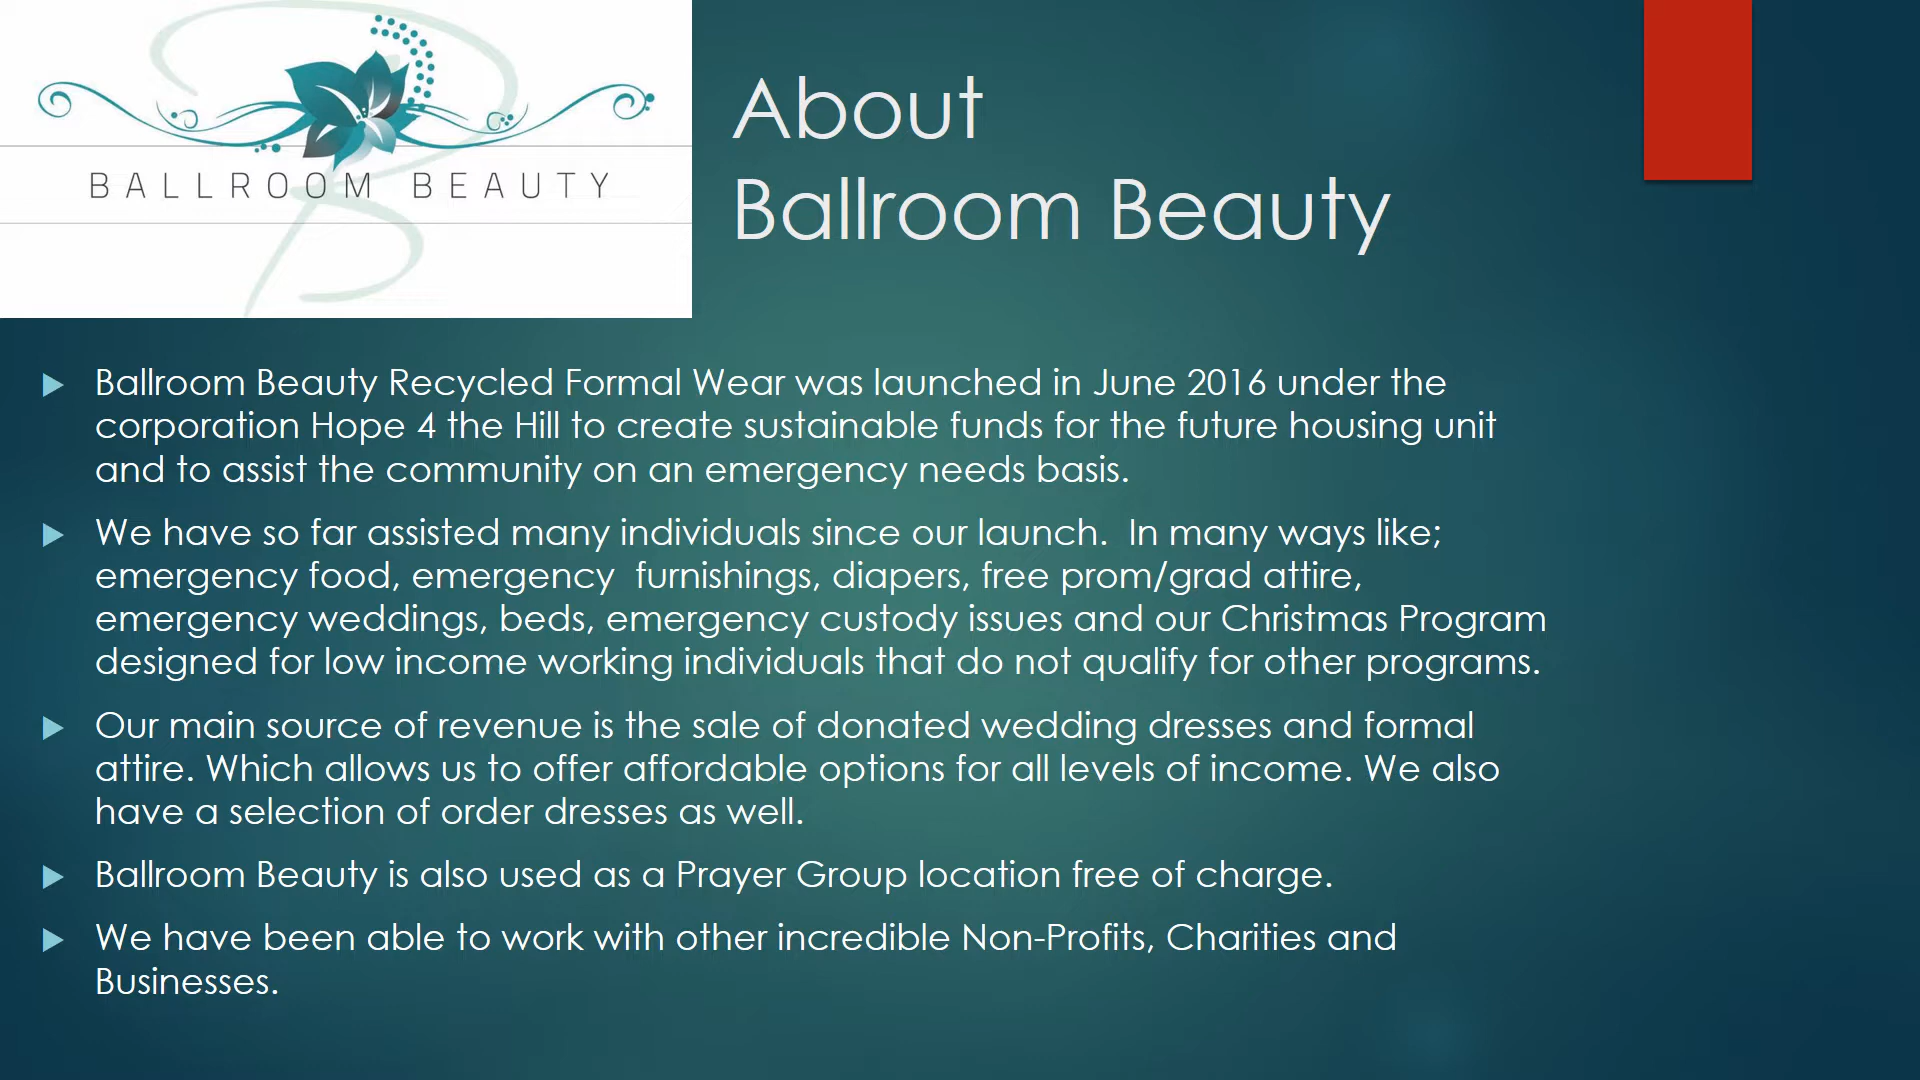 BALLROOM BEAUTY
About
Ballroom Beauty
Ballroom Beauty Recycled Formal Wear was launched in June 2016 under the
corporation Hope 4 the Hill to create sustainable funds for the future housing unit
and to assist the community on an emergency needs basis.
We have so far assisted many individuals since our launch.  In many ways like;
emergency food, emergency  furnishings, diapers, free prom/grad attire,
emergency weddings, beds, emergency custody issues and our Christmas Program
designed for low income working individuals that do not qualify for other programs.
Our main source of revenue is the sale of donated wedding dresses and formal
attire. Which allows us to offer affordable options for all levels of income. We also
have a selection of order dresses as well.
Ballroom Beauty is also used as a Prayer Group location free of charge.
We have been able to work with other incredible Non-Profits, Charities and
Businesses.